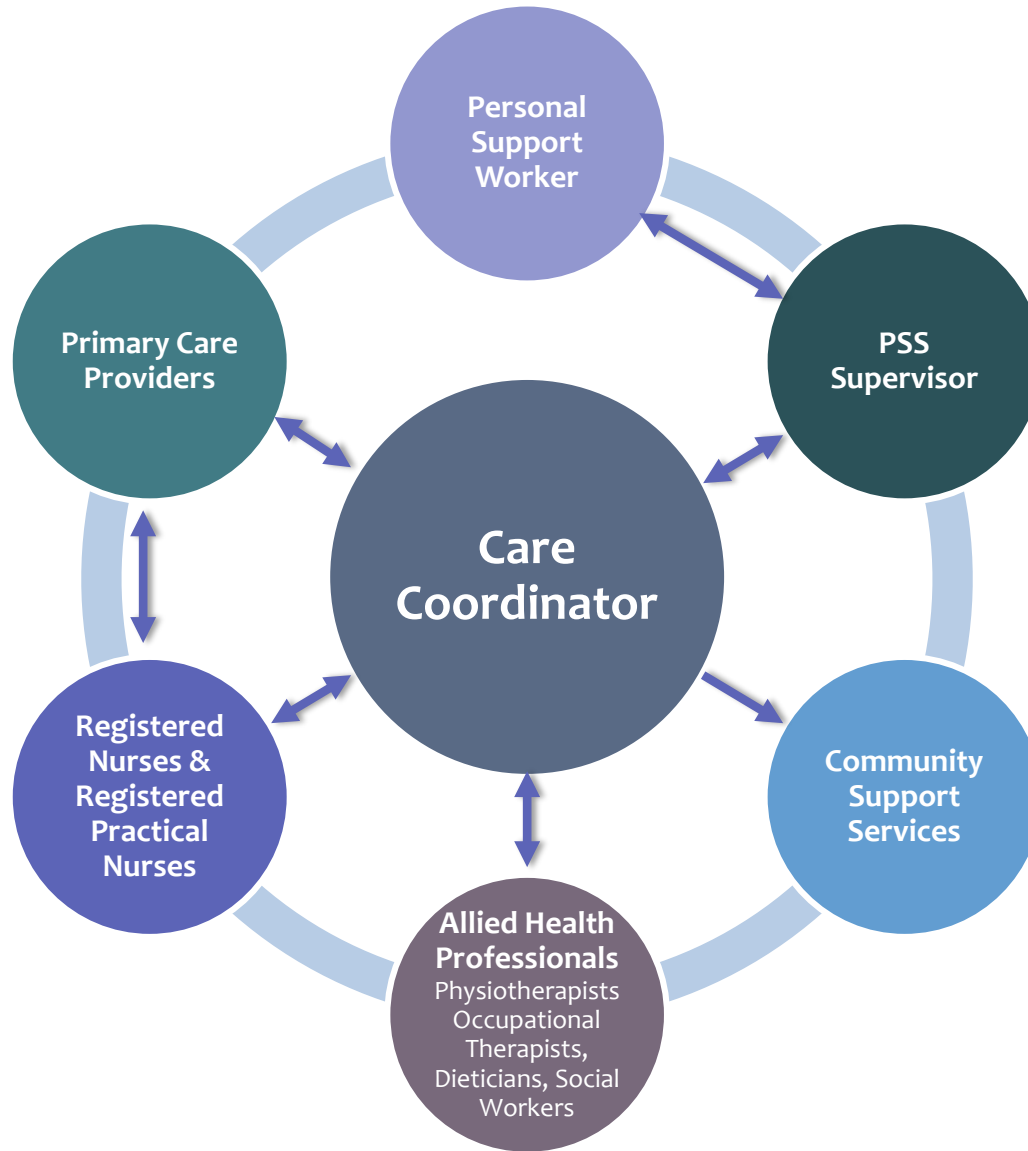 Personal
Support
Worker
Primary Care
Providers
PSS
Supervisor
Care
Coordinator
Registered
Nurses &
Registered
Practical
Nurses
Community
Support
Services
Allied Health
Professionals
Physiotherapists
Occupational
Therapists,
Dieticians, Social
Workers